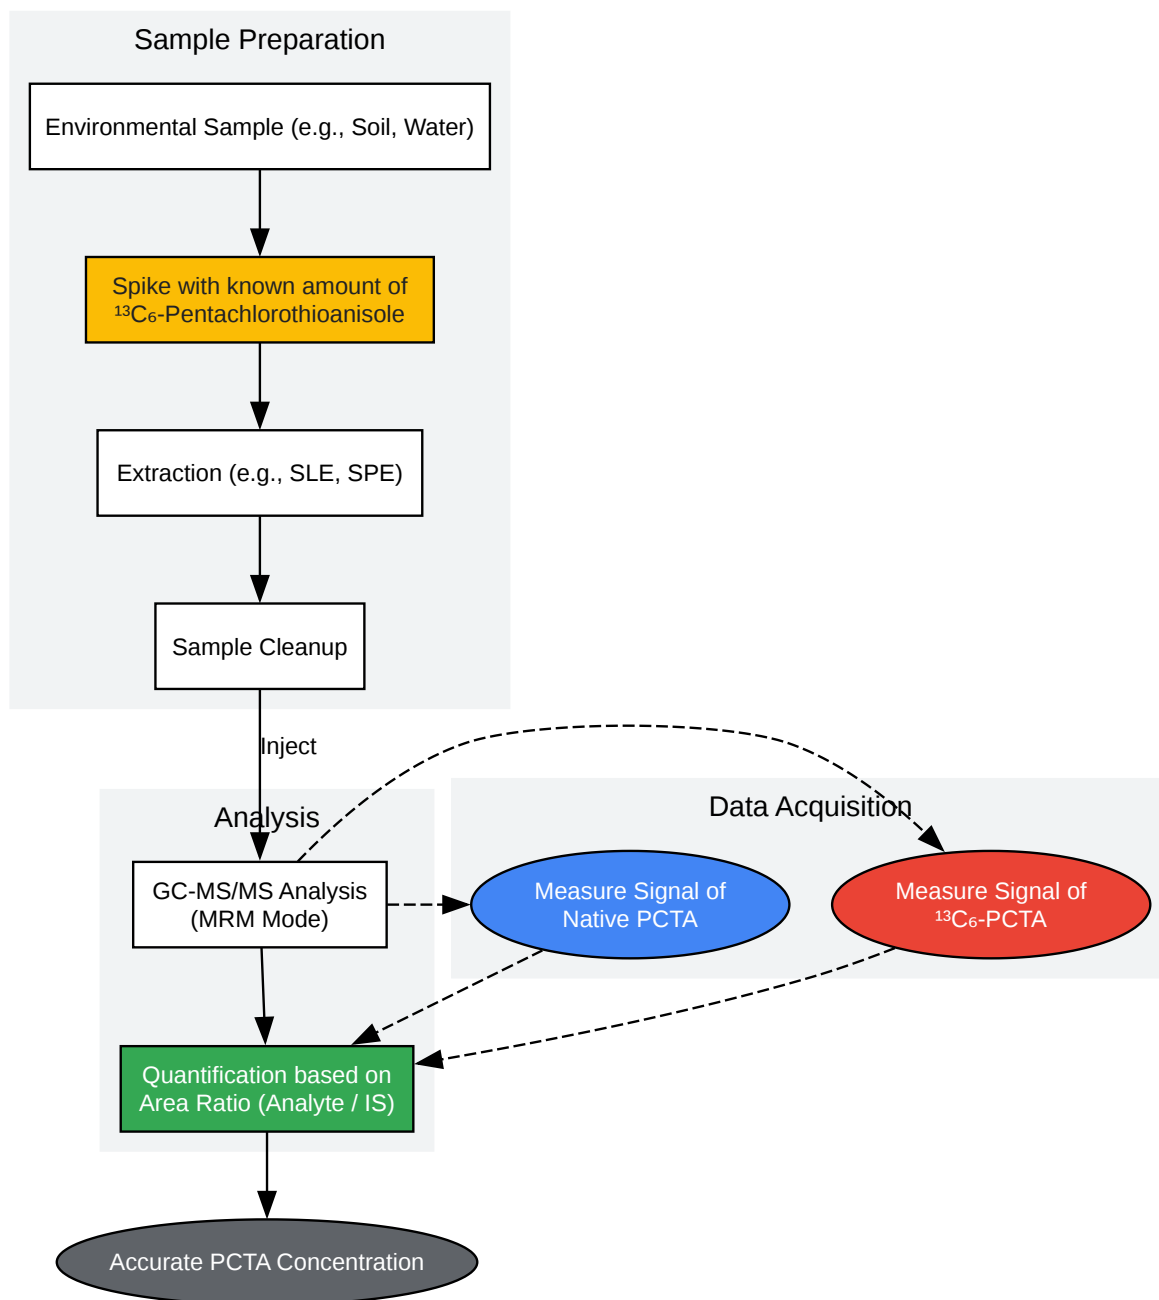 Sample Preparation
Environmental Sample (e.g., Soil, Water)
Spike with known amount of
¹³C₆-Pentachlorothioanisole
Extraction (e.g., SLE, SPE)
Sample Cleanup
Inject
Analysis
Data Acquisition
GC-MS/MS Analysis
(MRM Mode)
Measure Signal of
Native PCTA
Measure Signal of
¹³C₆-PCTA
Quantification based on
Area Ratio (Analyte / IS)
Accurate PCTA Concentration